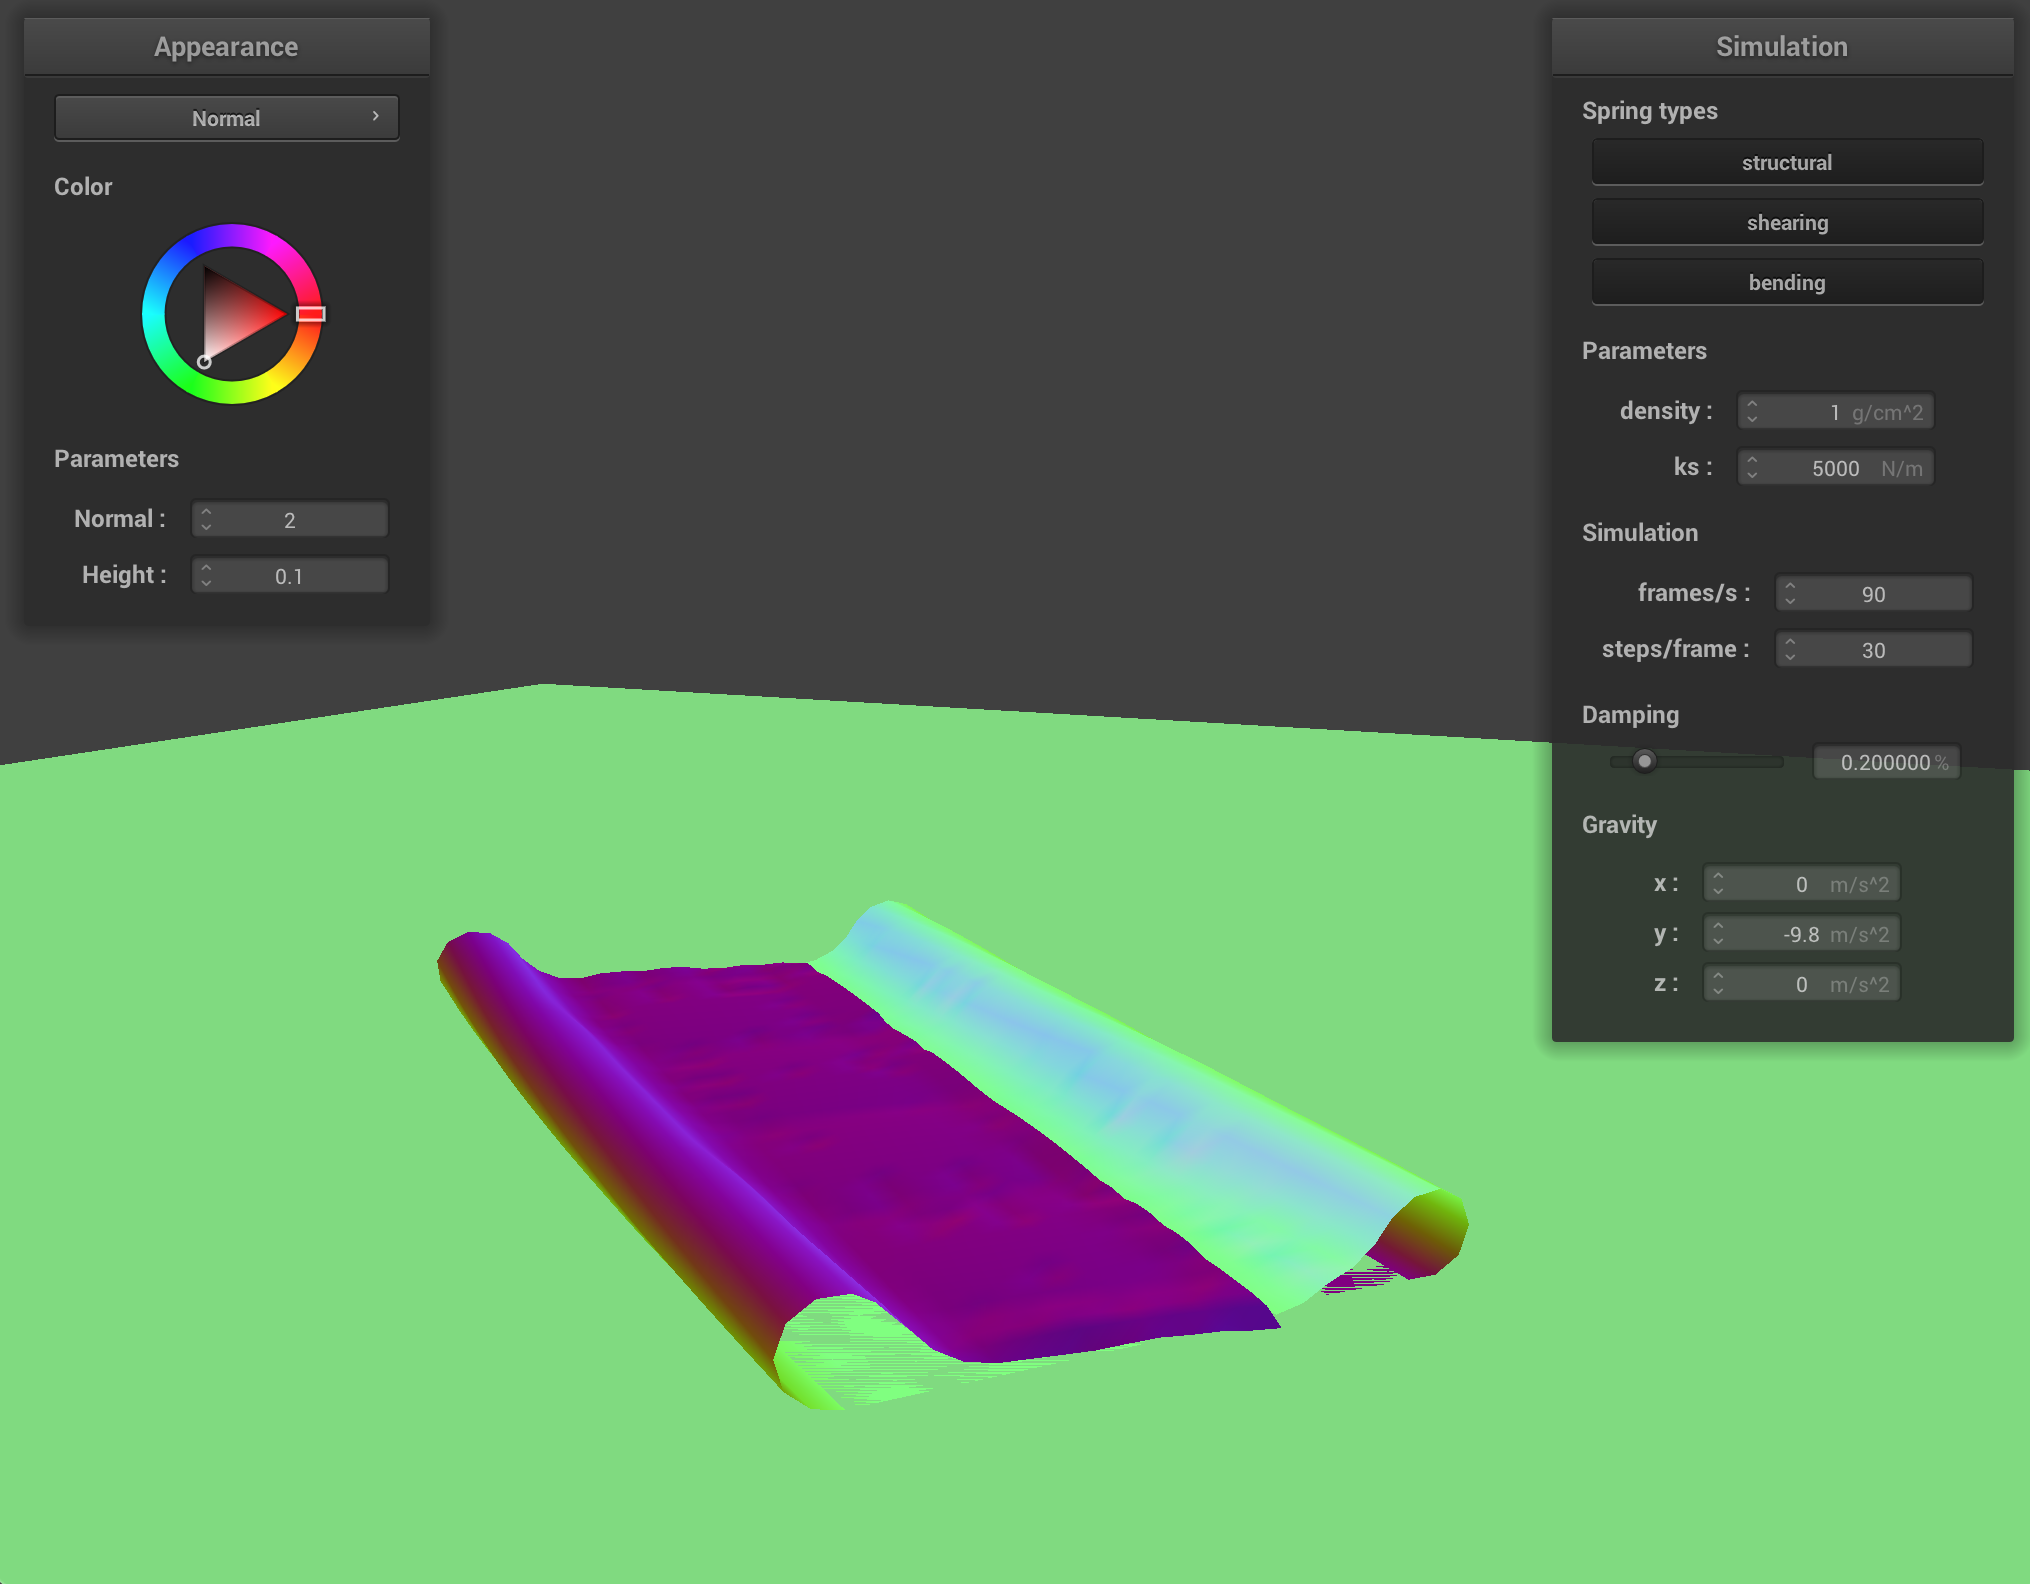 Appearance
Normal
Color
Parameters
Normal : 2
Height : 0.1
Simulation
Spring types
structural
shearing
bending
Parameters
density : 1 g/cm^2
ks : 5000 N/m
Simulation
frames/s : 90
steps/frame : 30
Damping
0.200000 %
Gravity
x : 0 m/s^2
y : -9.8 m/s^2
z : 0 m/s^2